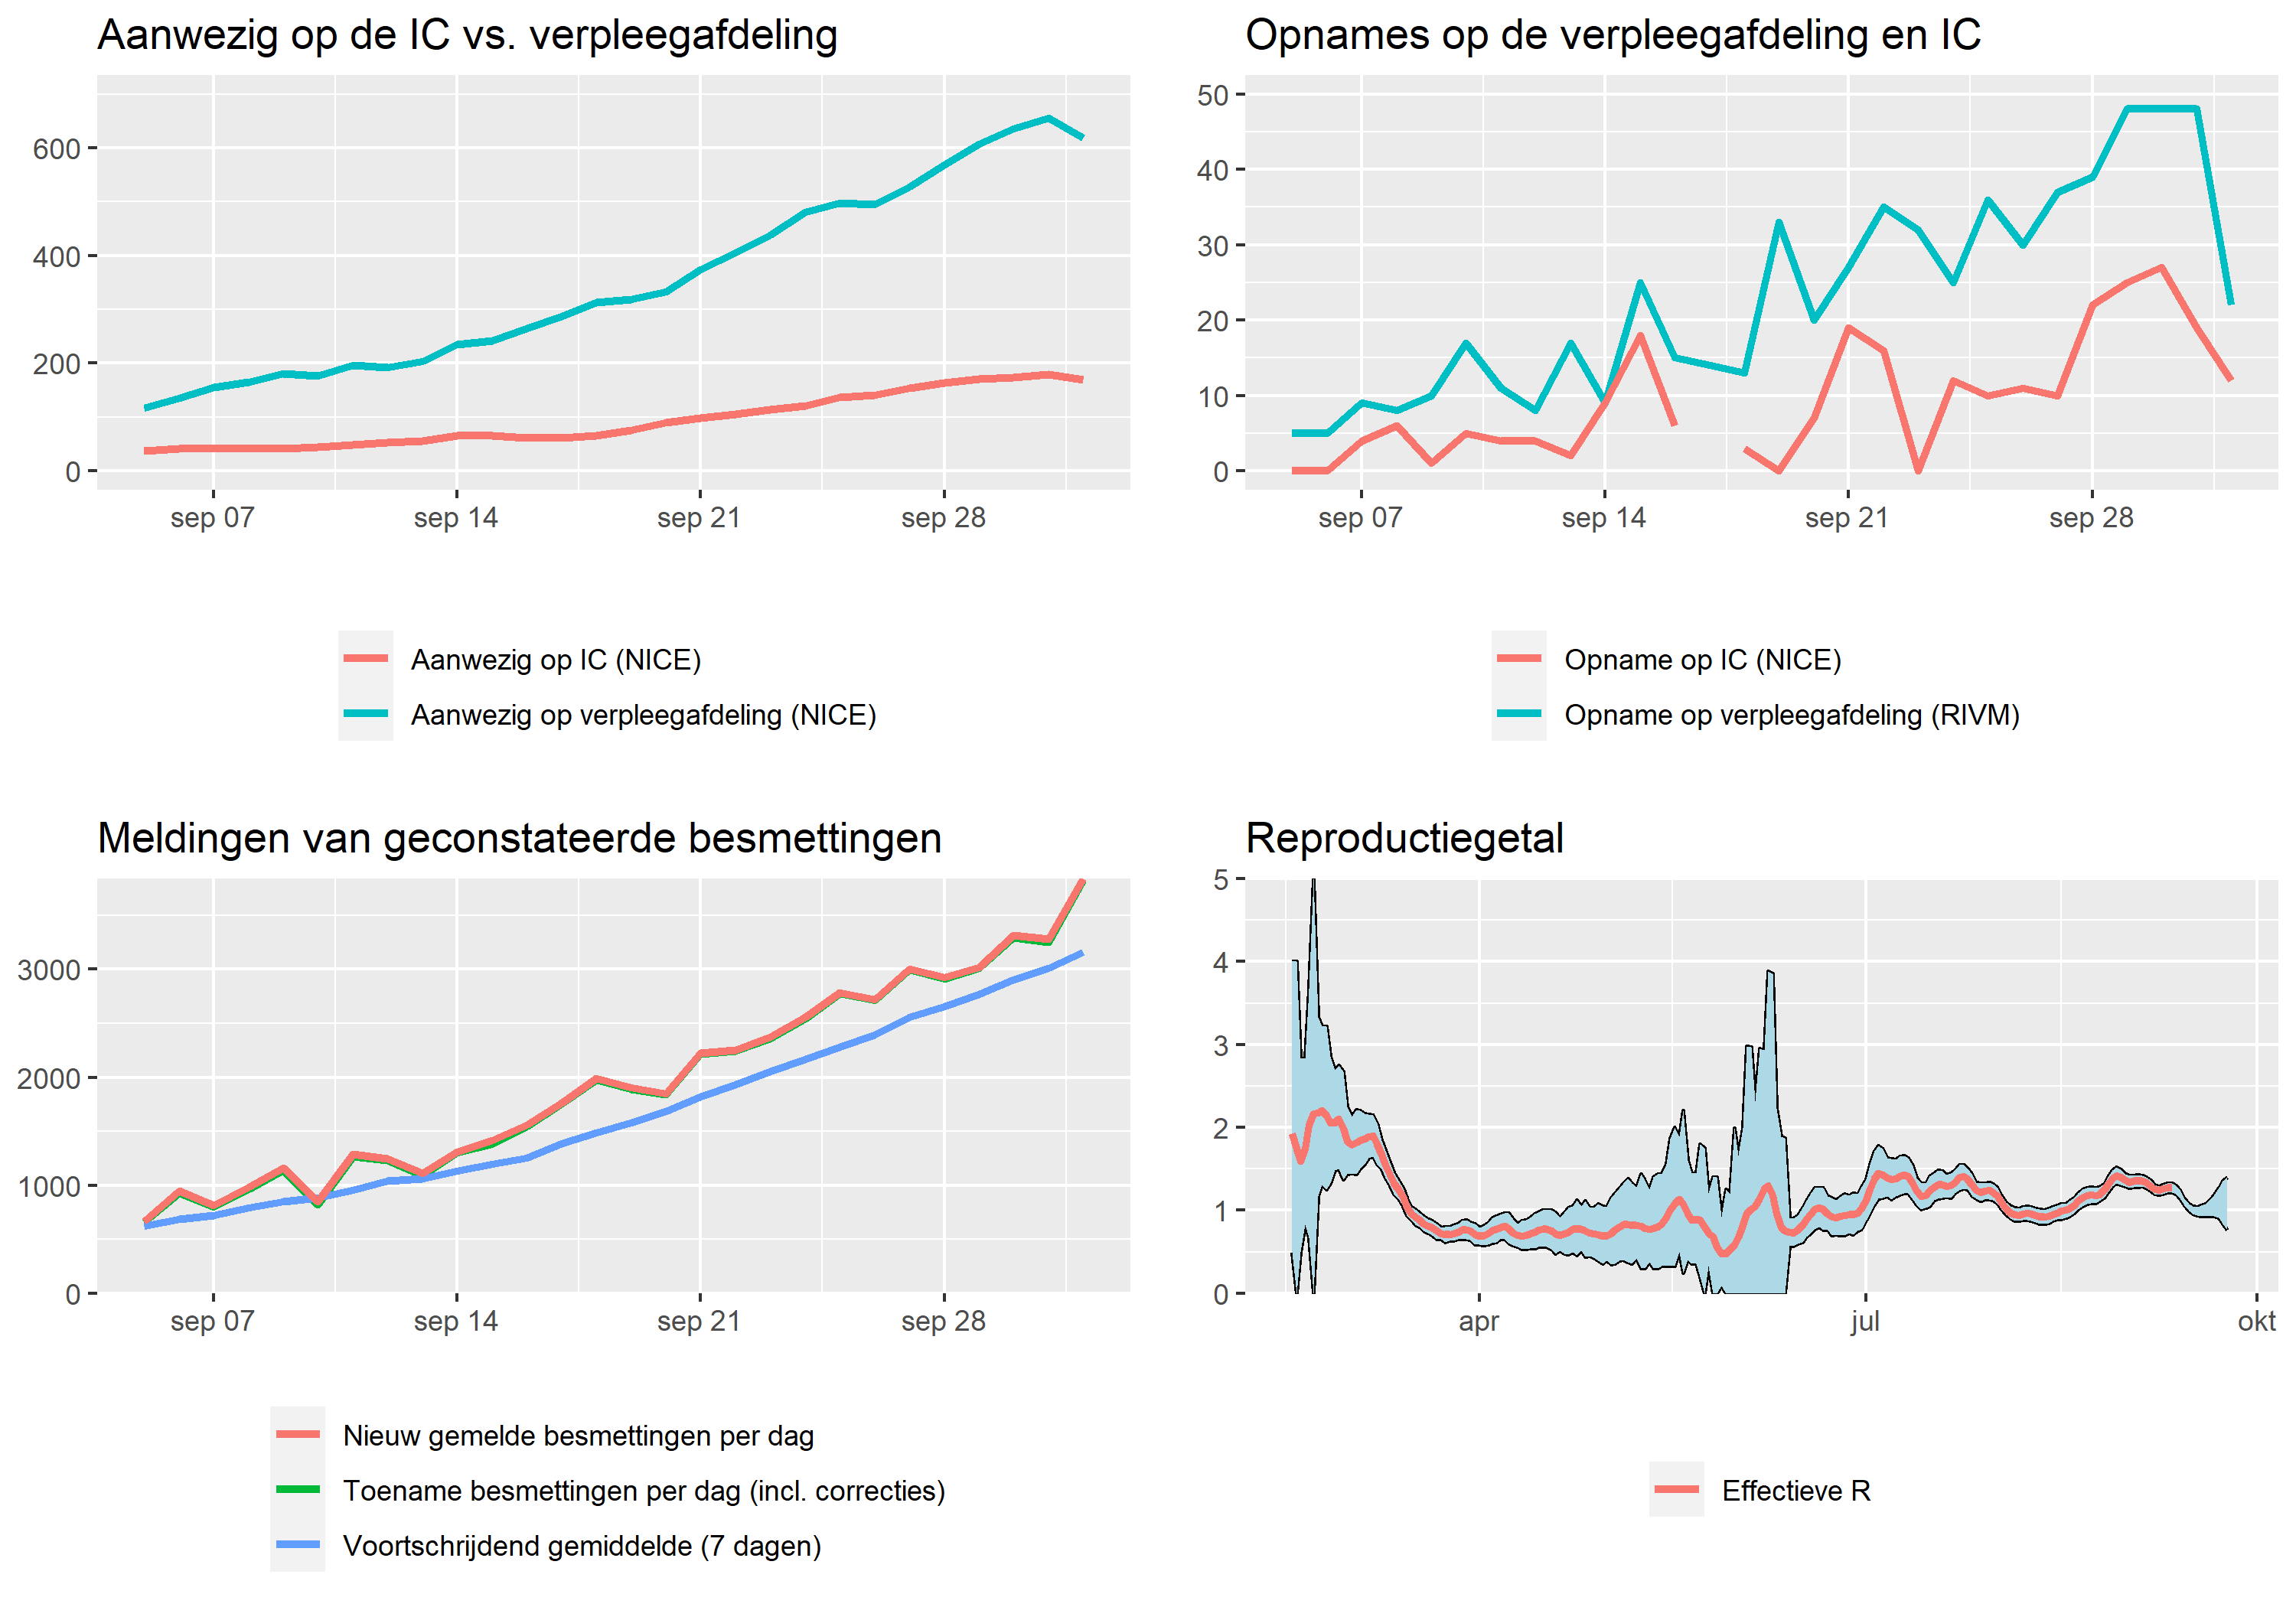 Aanwezig op de IC vs. verpleegafdeling
600
400
200
0
sep 07 sep 14 sep 21 sep 28
Aanwezig op IC (NICE)
Aanwezig op verpleegafdeling (NICE)
Opnames op de verpleegafdeling en IC
50
40
30
20
10
0
sep 07 sep 14 sep 21 sep 28
Opname op IC (NICE)
Opname op verpleegafdeling (RIVM)
Meldingen van geconstateerde besmettingen
3000
2000
1000
0
sep 07 sep 14 sep 21 sep 28
Nieuw gemelde besmettingen per dag
Toename besmettingen per dag (incl. correcties)
Voortschrijdend gemiddelde (7 dagen)
Reproductiegetal
5
4
3
2
1
0
apr jul okt
Effectieve R